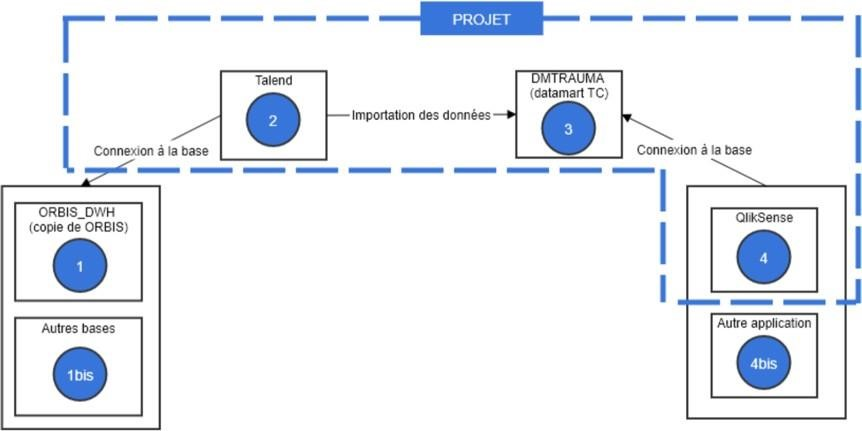 PROJET
Talend
2
Importation des données
DMTRAUMA
(datamart TC)
3
Connexion à la base
Connexion à la base
ORBIS_DWH
(copie de ORBIS)
1
Autres bases
1bis
QlikSense
4
Autre application
4bis